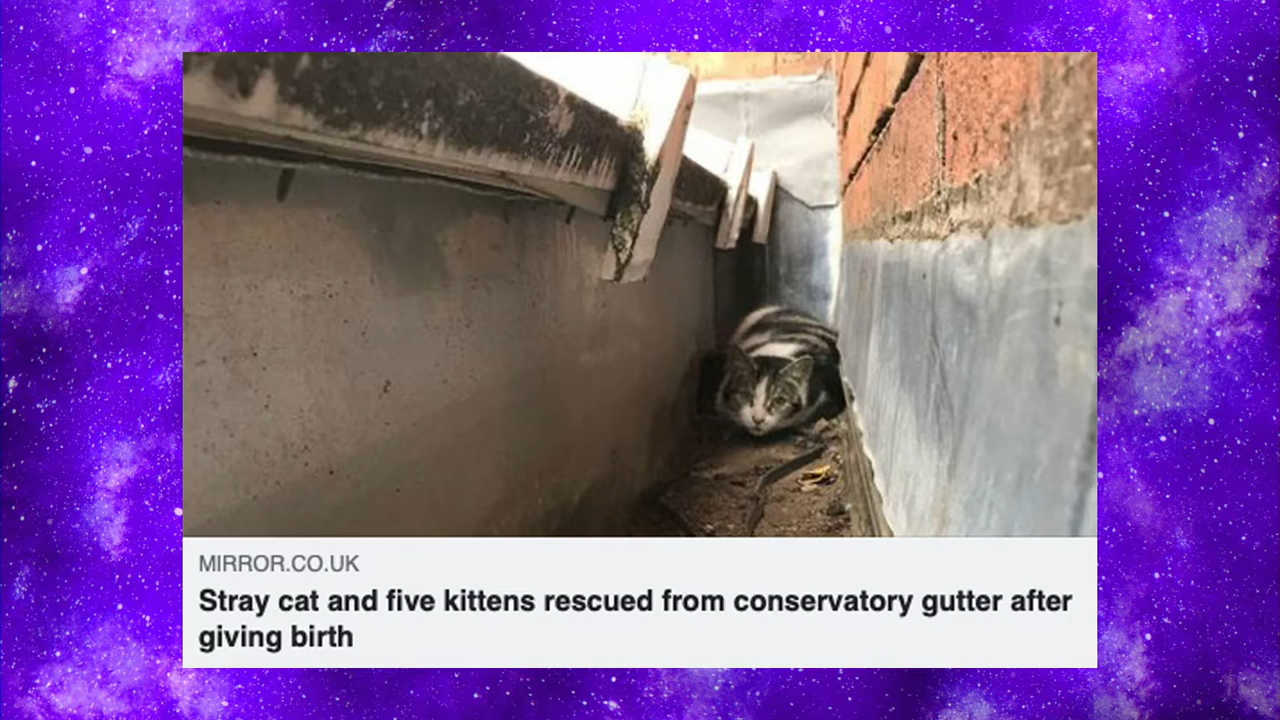 MIRROR.CO.UK
Stray cat and five kittens rescued from conservatory gutter after
giving birth